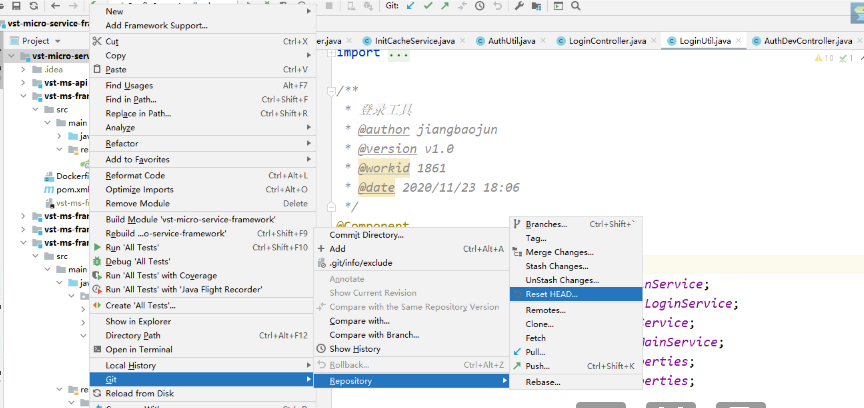 Git:
vst-micro-service-fra
Project
vst-micro-serv
.idea
vst-ms-api
vst-ms-fran
src
main
jav
re
Dockerfi
pom.xml
vst-ms-f
vst-ms-fran
vst-ms-fran
vst-ms-fran
src
main
jav
re
New
Add Framework Support...
Cut Ctrl+X
Copy
Paste Ctrl+V
Find Usages Alt+F7
Find in Path... Ctrl+Shift+F
Replace in Path... Ctrl+Shift+R
Analyze
Refactor
Add to Favorites
Reformat Code Ctrl+Alt+L
Optimize Imports Ctrl+Alt+O
Remove Module Delete
Build Module 'vst-micro-service-framework'
Rebuild ...o-service-framework' Ctrl+Shift+F9
Run 'All Tests' Ctrl+Shift+F10
Debug 'All Tests'
Run 'All Tests' with Coverage
Run 'All Tests' with 'Java Flight Recorder'
Create 'All Tests'...
Show in Explorer
Directory Path Ctrl+Alt+F12
Open in Terminal
Local History
Git
Reload from Disk
Commit Directory...
Add Ctrl+Alt+A
.git/info/exclude
Annotate
Show Current Revision
Compare with the Same Repository Version
Compare with...
Compare with Branch...
Show History
Rollback... Ctrl+Alt+Z
Repository
Branches... Ctrl+Shift+`
Tag...
Merge Changes...
Stash Changes...
UnStash Changes...
Reset HEAD...
Remotes...
Clone...
Fetch
Pull...
Push... Ctrl+Shift+K
Rebase...
er.java InitCacheService.java AuthUtil.java LoginController.java LoginUtil.java AuthDevController.java
10 1
import ...
/**
* 登录工具
* @author jiangbaojun
* @version v1.0
* @workid 1861
* @date 2020/11/23 18:06
*/
@Component
nService;
LoginService;
ervice;
MainService;
perties;
perties;